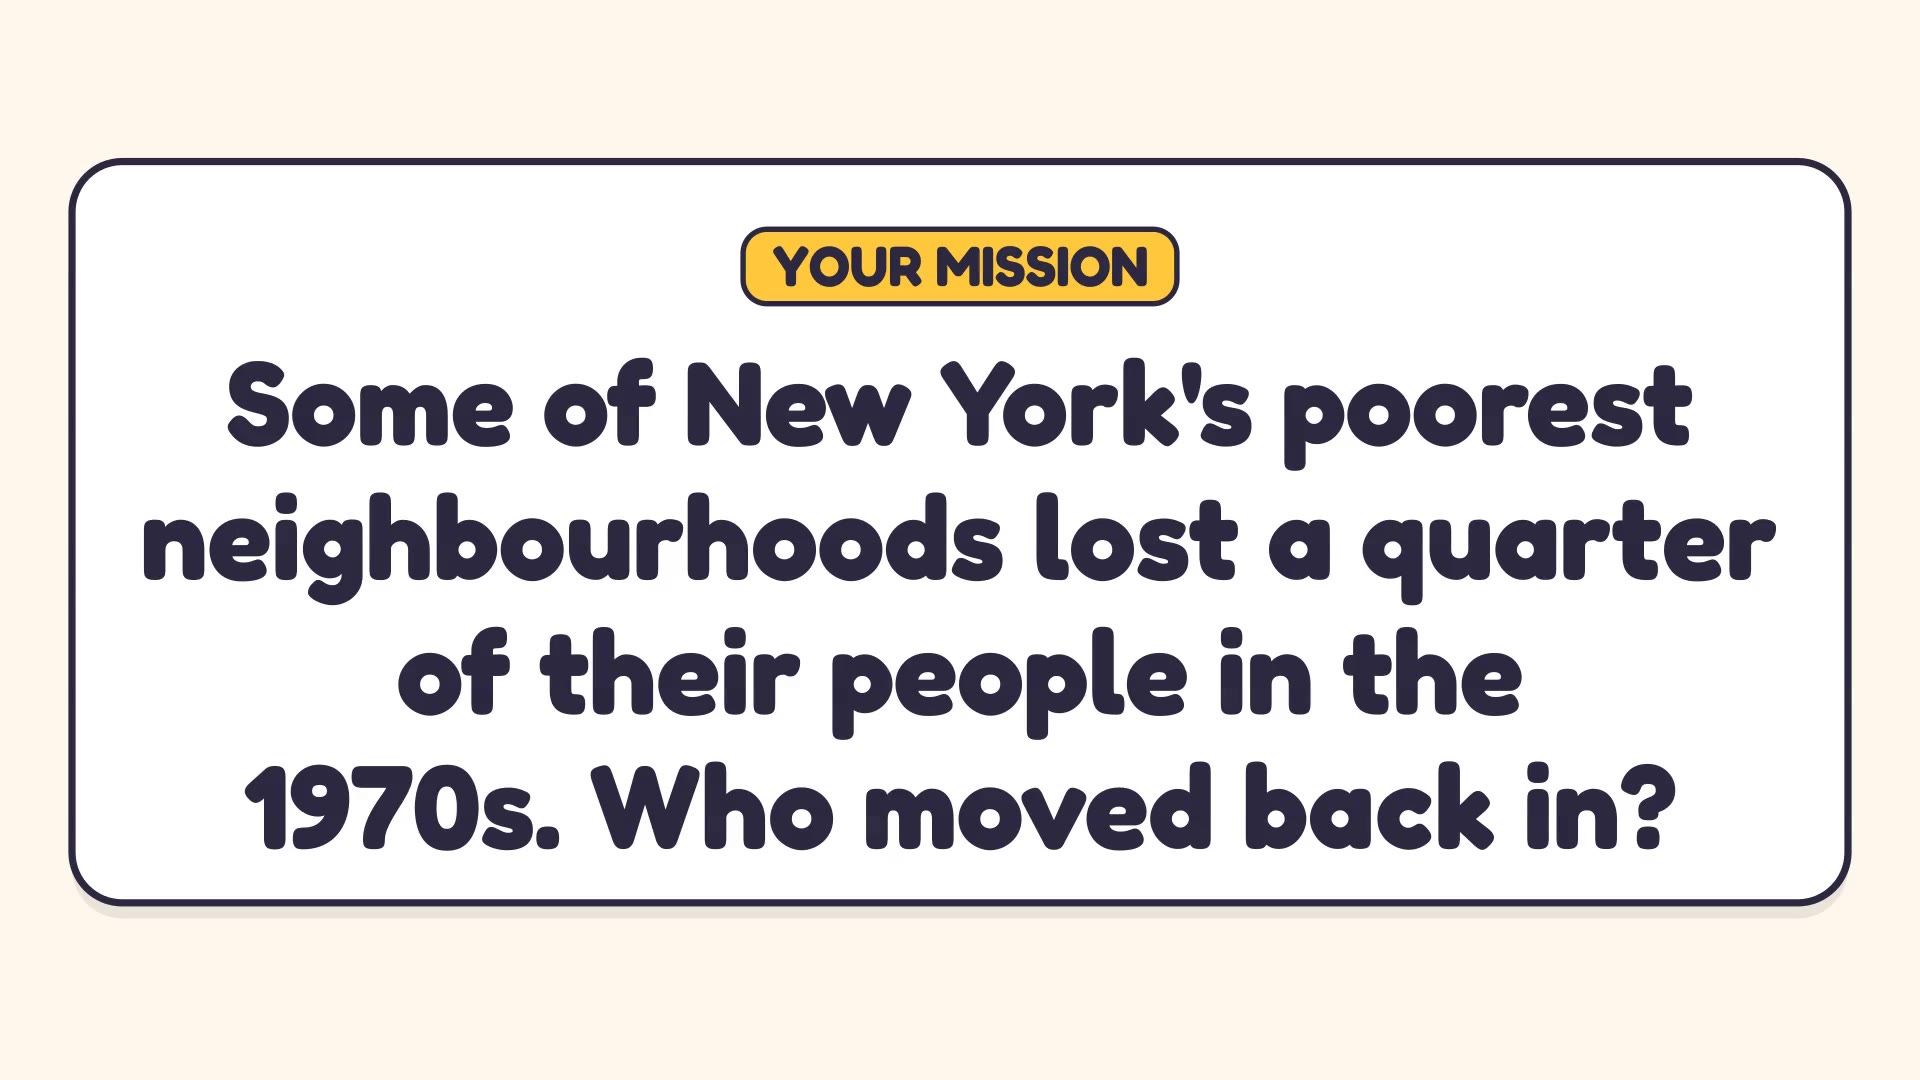 YOUR MISSION
Some of New York's poorest
neighbourhoods lost a quarter
of their people in the
1970s. Who moved back in?